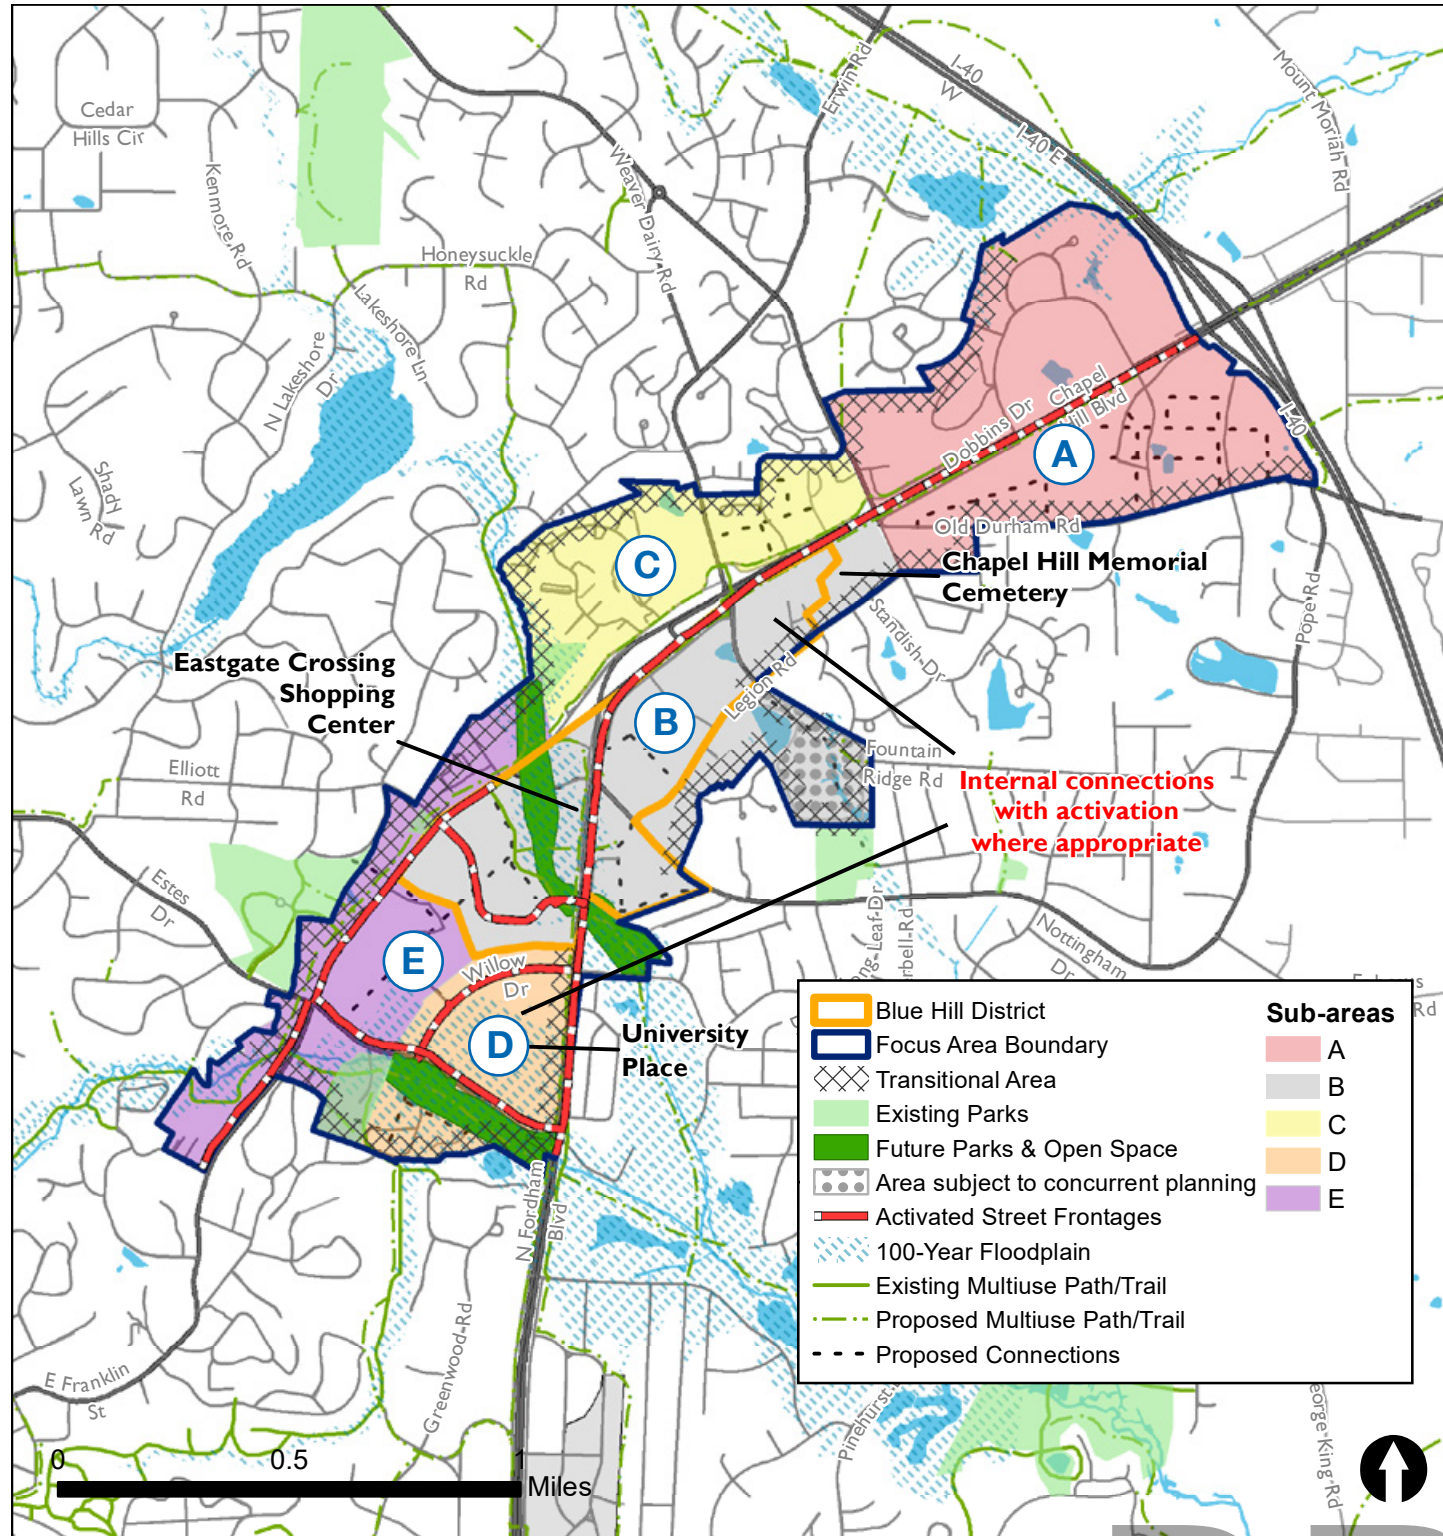 I-40
W
Erwin Rd
Mount Moriah Rd
I-40 E
Cedar
Hills Cir
Kenmore Rd
Weaver Dairy Rd
Honeysuckle
Rd
Lakeshore Ln
N Lakeshore
Dr
Dobbins Dr
Chapel
Hill Blvd
I-40
A
Shady
Lawn Rd
Old Durham Rd
C
Chapel Hill Memorial
Cemetery
Pope Rd
Standish Dr
Eastgate Crossing
Shopping
Center
Legion Rd
B
Fountain
Ridge Rd
Elliott
Rd
Internal connections
with activation
where appropriate
Estes
Dr
Nottingham
Dr
E
Willow
Dr
D
University
Place
Rd
Blue Hill District
Focus Area Boundary
Transitional Area
Existing Parks
Future Parks & Open Space
Area subject to concurrent planning
Activated Street Frontages
100-Year Floodplain
Existing Multiuse Path/Trail
Proposed Multiuse Path/Trail
Proposed Connections
Sub-areas
A
B
C
D
E
N Fordham
Blvd
Greenwood Rd
E Franklin
St
0
0.5
1
Miles